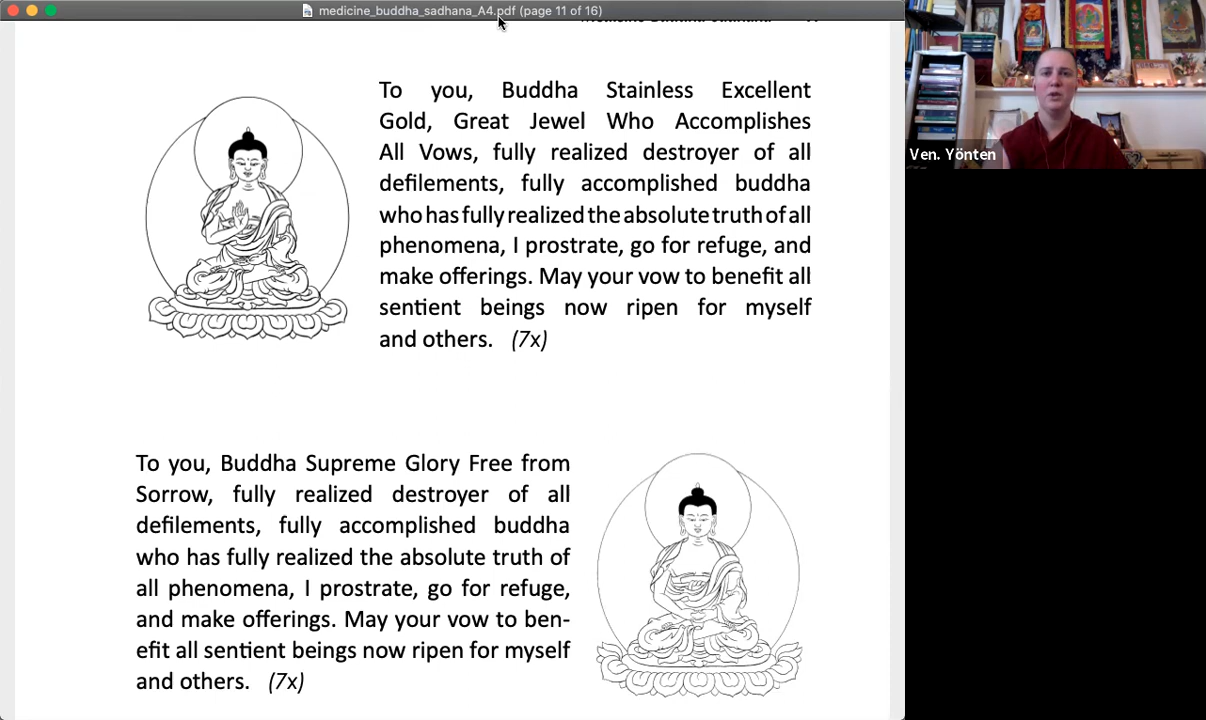 medicine_buddha_sadhana_A4.pdf (page 11 of 16)
To you, Buddha Stainless Excellent
Gold, Great Jewel Who Accomplishes
All Vows, fully realized destroyer of all
defilements, fully accomplished buddha
who has fully realized the absolute truth of all
phenomena, I prostrate, go for refuge, and
make offerings. May your vow to benefit all
sentient beings now ripen for myself
and others. (7x)
To you, Buddha Supreme Glory Free from
Sorrow, fully realized destroyer of all
defilements, fully accomplished buddha
who has fully realized the absolute truth of
all phenomena, I prostrate, go for refuge,
and make offerings. May your vow to ben-
efit all sentient beings now ripen for myself
and others. (7x)
Ven. Yönten